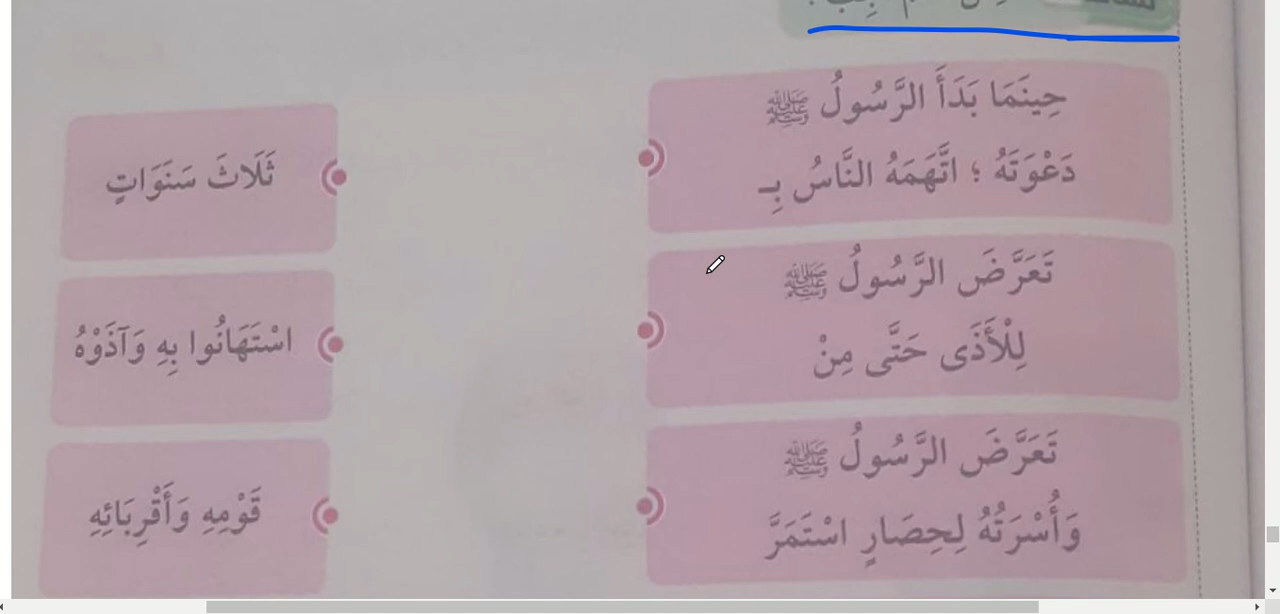 حِينَمَا بَدَأَ الرَّسُولُ ﷺ
دَعْوَتَهُ ؛ اتَّهَمَهُ النَّاسُ بِـ
ثَلَاثَ سَنَوَاتٍ
تَعَرَّضَ الرَّسُولُ ﷺ
لِلْأَذَى حَتَّى مِنْ
اسْتَهَانُوا بِهِ وَآذَوْهُ
تَعَرَّضَ الرَّسُولُ ﷺ
وَأُسْرَتُهُ لِحِصَارٍ اسْتَمَرَّ
قَوْمِهِ وَأَقْرِبَائِهِ